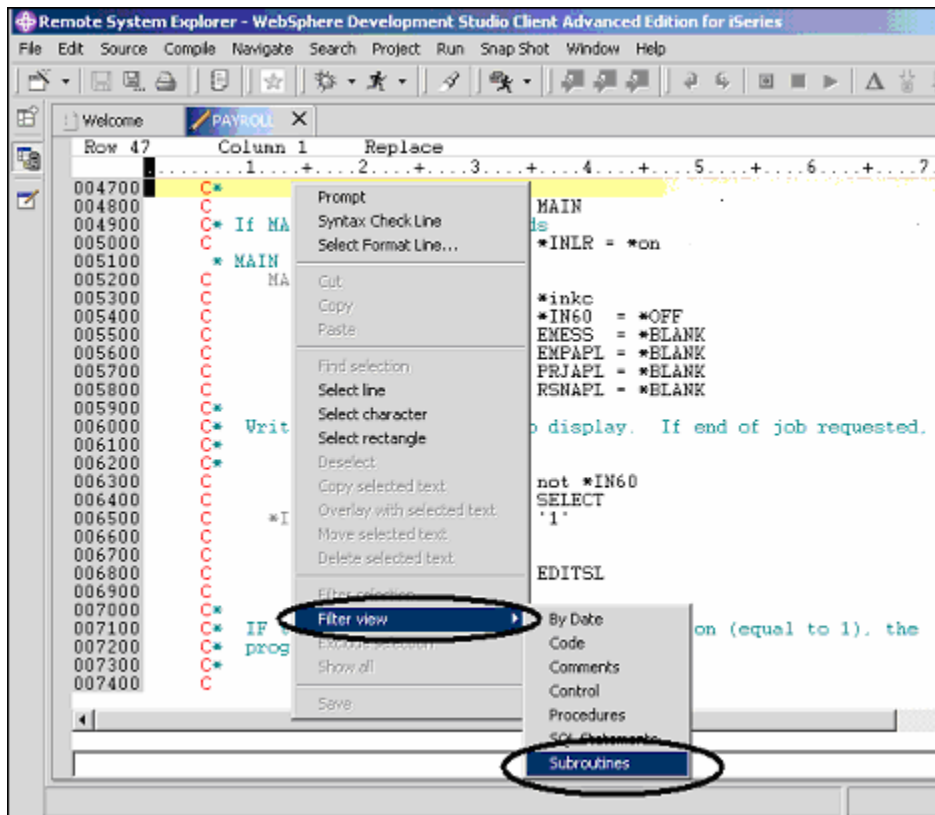 Remote System Explorer - WebSphere Development Studio Client Advanced Edition for iSeries
File Edit Source Compile Navigate Search Project Run Snap Shot Window Help
Welcome PAYROLL
Row 47 Column 1 Replace
.........1....+....2....+....3....+....4....+....5....+....6....+....7.
004700 C*
004800 C MAIN
004900 C* If MA ds
005000 C *INLR = *on
005100 * MAIN
005200 C MA
005300 C *inkc
005400 C *IN60 = *OFF
005500 C EMESS = *BLANK
005600 C EMPAPL = *BLANK
005700 C PRJAPL = *BLANK
005800 C RSNAPL = *BLANK
005900 C*
006000 C* Writ o display. If end of job requested,
006100 C*
006200 C*
006300 C not *IN60
006400 C SELECT
006500 C *I '1'
006600 C
006700 C
006800 C EDITSL
006900 C
007000 C*
007100 C* IF on (equal to 1), the
007200 C* prog
007300 C*
007400 C
Prompt
Syntax Check Line
Select Format Line...
Cut
Copy
Paste
Find selection
Select line
Select character
Select rectangle
Deselect
Copy selected text
Overlay with selected text
Move selected text
Delete selected text
Filter selection
Filter view
Exclude selection
Show all
Save
By Date
Code
Comments
Control
Procedures
SQL Statements
Subroutines